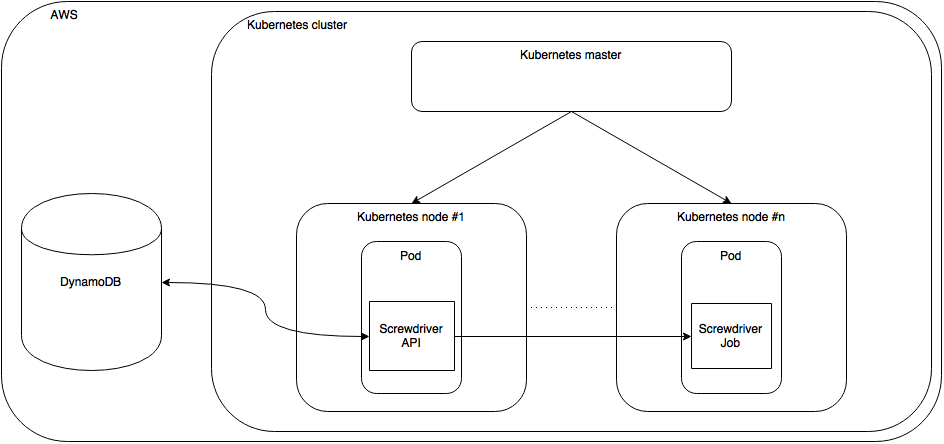 AWS
Kubernetes cluster
Kubernetes master
Kubernetes node #1
Kubernetes node #n
Pod
Pod
DynamoDB
Screwdriver
API
Screwdriver
Job